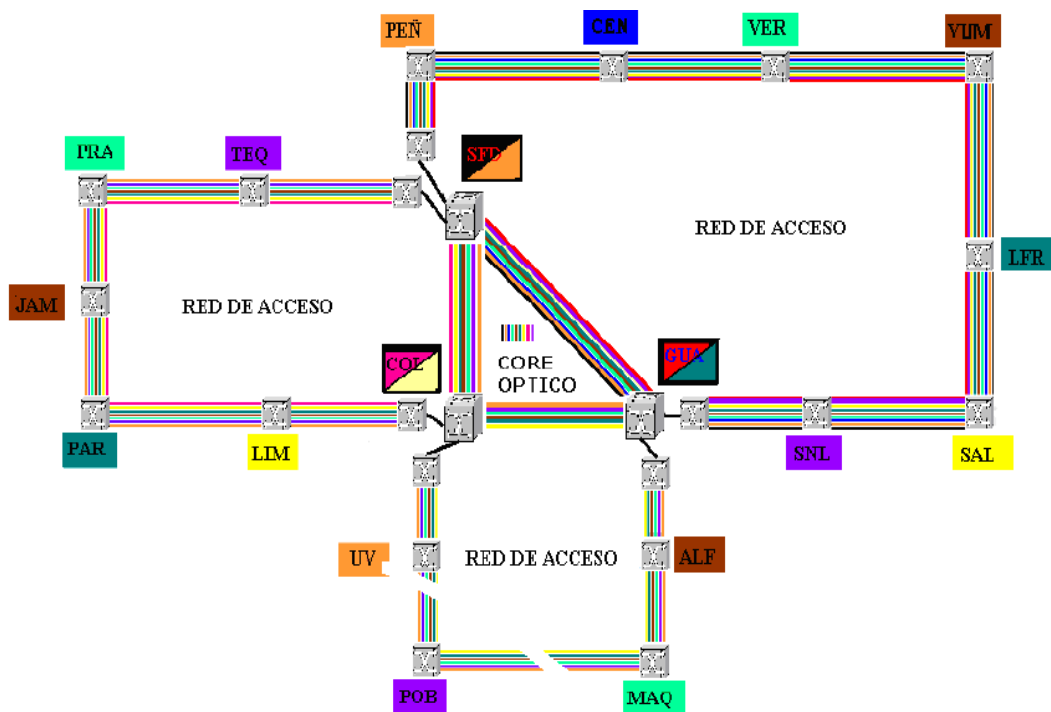 PEÑ
CEN
VER
VUM
PRA
TEQ
SFD
RED DE ACCESO
LFR
JAM
RED DE ACCESO
COL
CORE
OPTICO
GUA
PAR
LIM
SNL
SAL
UV
RED DE ACCESO
ALF
POB
MAQ